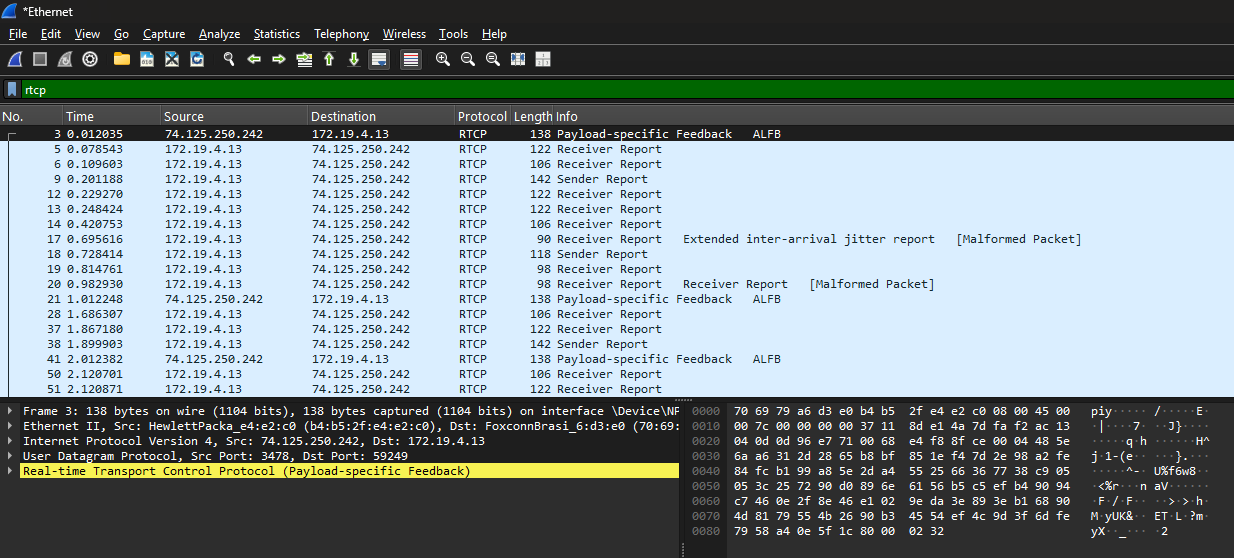 *Ethernet
File Edit View Go Capture Analyze Statistics Telephony Wireless Tools Help
rtcp
No. Time Source Destination Protocol Length Info
3 0.012035 74.125.250.242 172.19.4.13 RTCP 138 Payload-specific Feedback ALFB
5 0.078543 172.19.4.13 74.125.250.242 RTCP 122 Receiver Report
6 0.109603 172.19.4.13 74.125.250.242 RTCP 106 Receiver Report
9 0.201188 172.19.4.13 74.125.250.242 RTCP 142 Sender Report
12 0.229270 172.19.4.13 74.125.250.242 RTCP 122 Receiver Report
13 0.248424 172.19.4.13 74.125.250.242 RTCP 122 Receiver Report
14 0.420753 172.19.4.13 74.125.250.242 RTCP 106 Receiver Report
17 0.695616 172.19.4.13 74.125.250.242 RTCP 90 Receiver Report Extended inter-arrival jitter report [Malformed Packet]
18 0.728414 172.19.4.13 74.125.250.242 RTCP 118 Sender Report
19 0.814761 172.19.4.13 74.125.250.242 RTCP 98 Receiver Report
20 0.982930 172.19.4.13 74.125.250.242 RTCP 98 Receiver Report Receiver Report [Malformed Packet]
21 1.012248 74.125.250.242 172.19.4.13 RTCP 138 Payload-specific Feedback ALFB
28 1.686307 172.19.4.13 74.125.250.242 RTCP 106 Receiver Report
37 1.867180 172.19.4.13 74.125.250.242 RTCP 122 Receiver Report
38 1.899903 172.19.4.13 74.125.250.242 RTCP 142 Sender Report
41 2.012382 74.125.250.242 172.19.4.13 RTCP 138 Payload-specific Feedback ALFB
50 2.120701 172.19.4.13 74.125.250.242 RTCP 106 Receiver Report
51 2.120871 172.19.4.13 74.125.250.242 RTCP 122 Receiver Report
Frame 3: 138 bytes on wire (1104 bits), 138 bytes captured (1104 bits) on interface \Device\NP
Ethernet II, Src: HewlettPacka_e4:e2:c0 (b4:b5:2f:e4:e2:c0), Dst: FoxconnBrasi_6:d3:e0 (70:69:
Internet Protocol Version 4, Src: 74.125.250.242, Dst: 172.19.4.13
User Datagram Protocol, Src Port: 3478, Dst Port: 59249
Real-time Transport Control Protocol (Payload-specific Feedback)
0000 70 69 79 a6 d3 e0 b4 b5 2f e4 e2 c0 08 00 45 00 piy····· /·····E·
0010 00 7c 00 00 00 00 37 11 8d e1 4a 7d fa f2 ac 13 ·|····7· ··J}····
0020 04 0d 0d 96 e7 71 00 68 e4 f8 8f ce 00 04 48 5e ·····q·h ······H^
0030 6a a6 31 2d 28 65 b8 bf 85 1e f4 7d 2e 98 a2 fe j·1-(e·· ···}.···
0040 84 fc b1 99 a8 5e 2d a4 55 25 66 36 77 38 c9 05 ·····^-· U%f6w8··
0050 05 3c 25 72 90 d0 89 6e 61 56 b5 c5 ef b4 90 94 ·<%r···n aV······
0060 c7 46 0e 2f 8e 46 e1 02 9e da 3e 89 3e b1 68 90 ·F·/·F·· ··>·>·h·
0070 4d 81 79 55 4b 26 90 b3 45 54 ef 4c 9d 3f 6d fe M·yUK&·· ET·L·?m·
0080 79 58 a4 0e 5f 1c 80 00 02 32 yX··_··· ·2